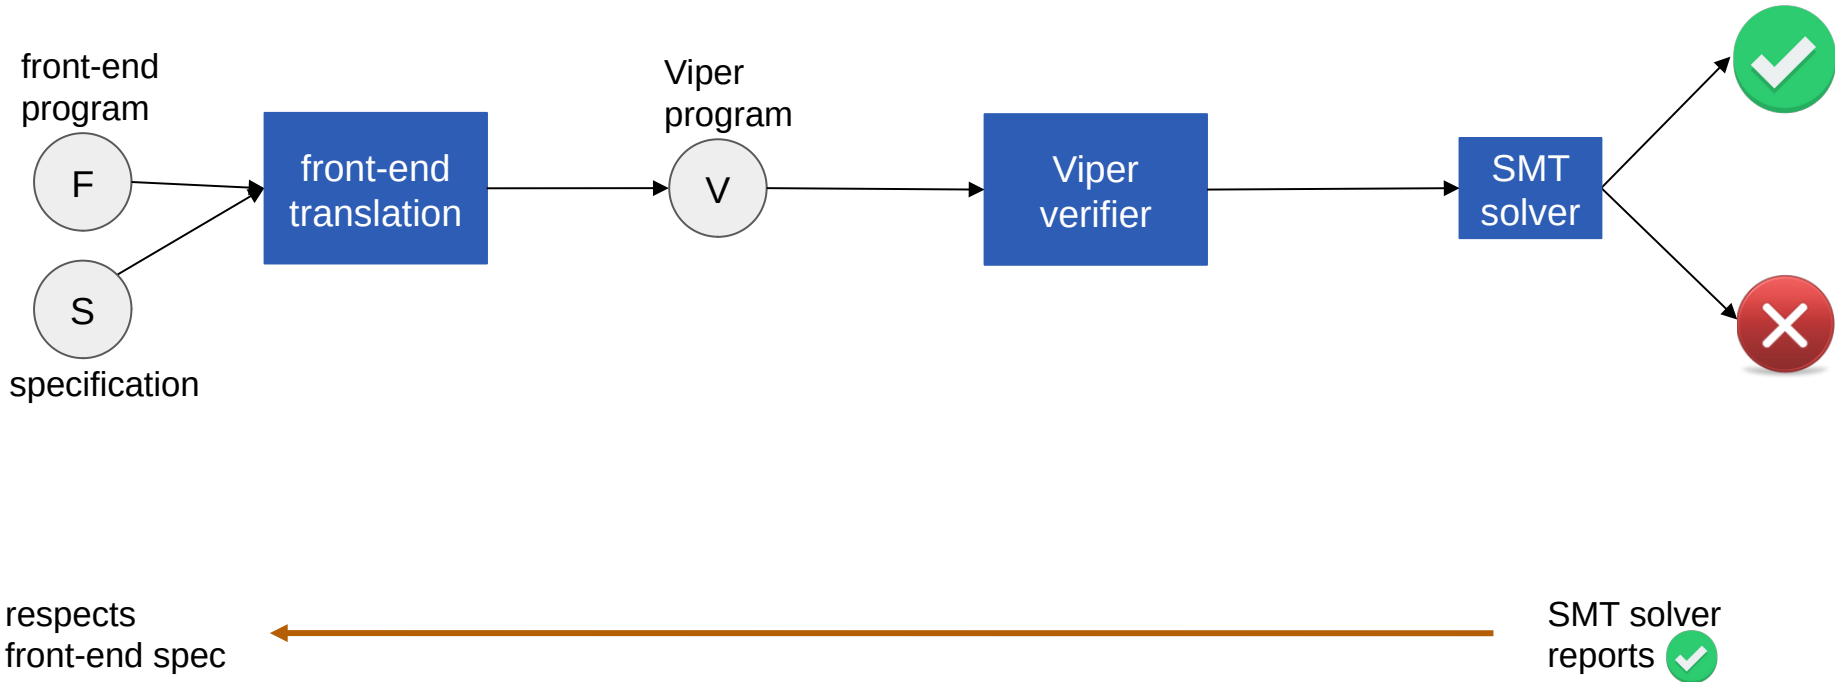 front-end
program
F
S
specification
front-end
translation
Viper
program
V
Viper
verifier
SMT
solver
respects
front-end spec
SMT solver
reports